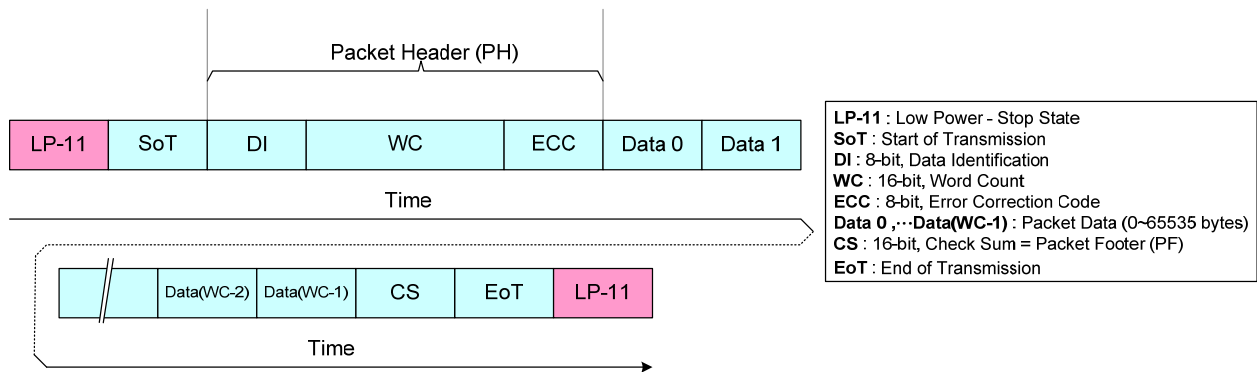 Packet Header (PH)
LP-11 SoT DI WC ECC Data 0 Data 1
Time
Data(WC-2) Data(WC-1) CS EoT LP-11
Time
LP-11 : Low Power - Stop State
SoT : Start of Transmission
DI : 8-bit, Data Identification
WC : 16-bit, Word Count
ECC : 8-bit, Error Correction Code
Data 0 ,⋯Data(WC-1) : Packet Data (0~65535 bytes)
CS : 16-bit, Check Sum = Packet Footer (PF)
EoT : End of Transmission